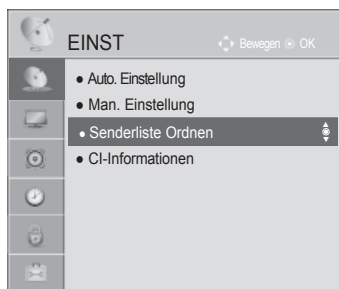 EINST
Bewegen OK
● Auto. Einstellung
● Man. Einstellung
● Senderliste Ordnen
● CI-Informationen